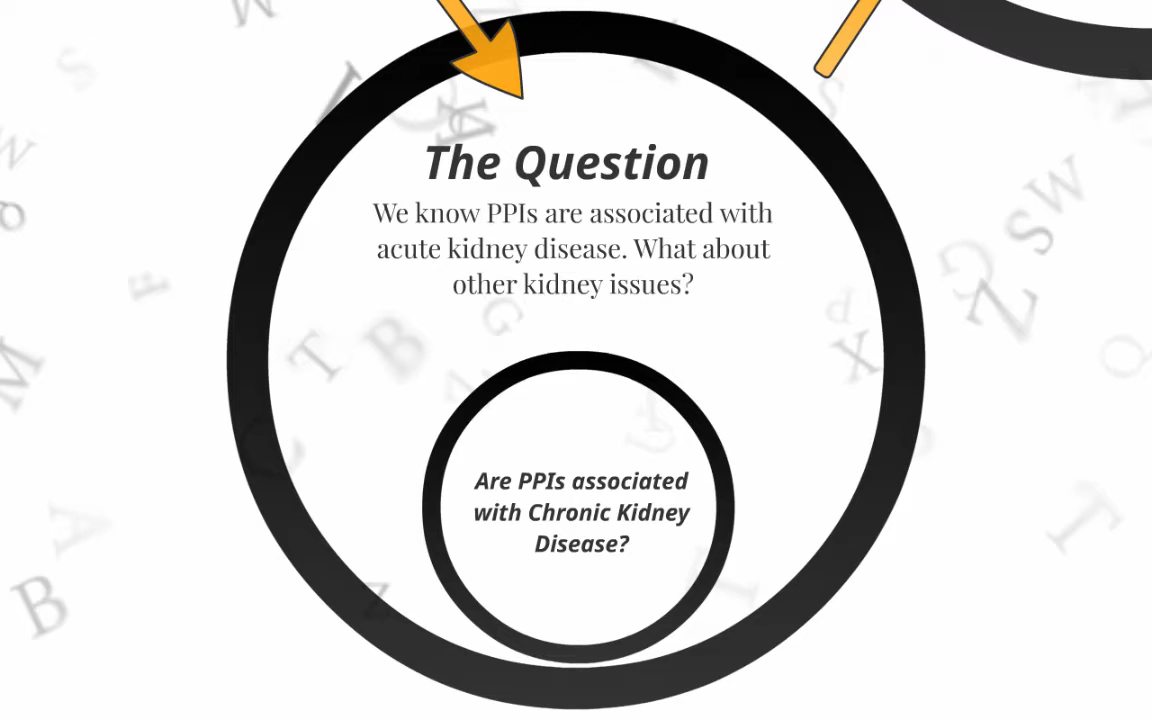 The Question
We know PPIs are associated with
acute kidney disease. What about
other kidney issues?
Are PPIs associated
with Chronic Kidney
Disease?